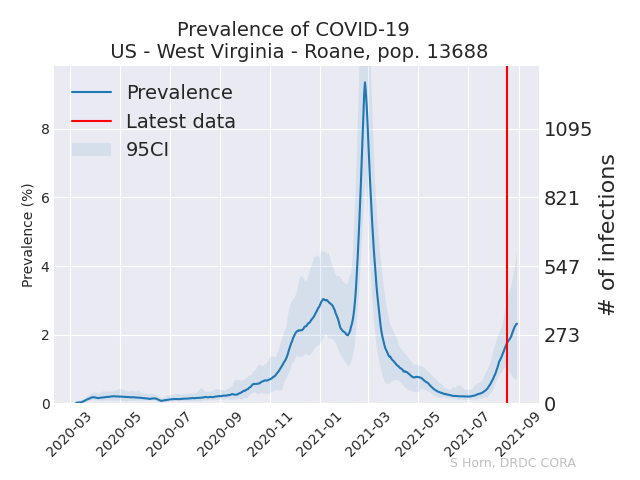 Prevalence of COVID-19
US - West Virginia - Roane, pop. 13688
Prevalence
Latest data
95CI
Prevalence (%)
8
6
4
2
0
1095
821
547
273
0
# of infections
2020-03
2020-05
2020-07
2020-09
2020-11
2021-01
2021-03
2021-05
2021-07
2021-09
S Horn, DRDC CORA